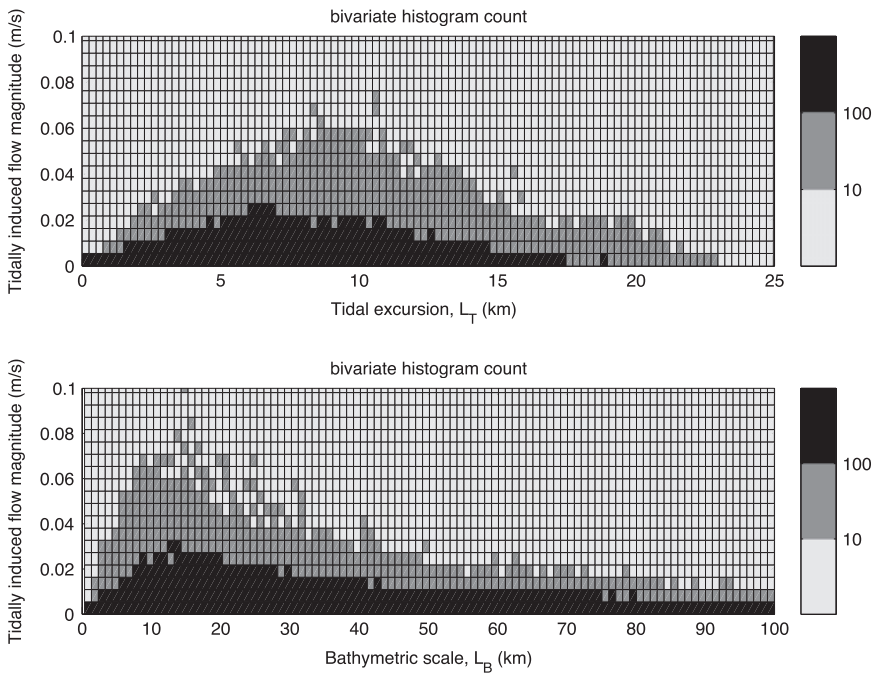 bivariate histogram count
Tidally induced flow magnitude (m/s)
0.1
0.08
0.06
0.04
0.02
0
0 5 10 15 20 25
Tidal excursion, L_T (km)
100
10
bivariate histogram count
Tidally induced flow magnitude (m/s)
0.1
0.08
0.06
0.04
0.02
0
0 10 20 30 40 50 60 70 80 90 100
Bathymetric scale, L_B (km)
100
10